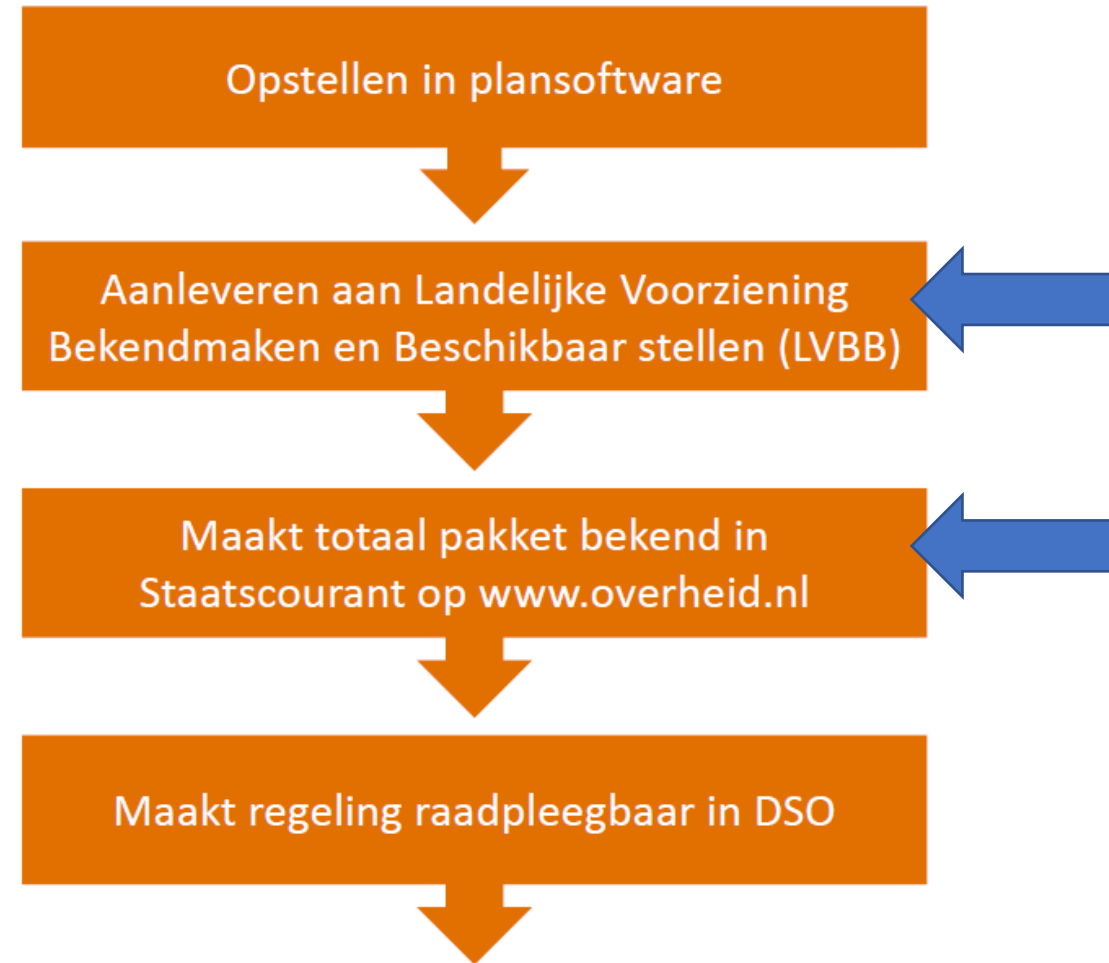 Opstellen in plansoftware
Aanleveren aan Landelijke Voorziening
Bekendmaken en Beschikbaar stellen (LVBB)
Maakt totaal pakket bekend in
Staatscourant op www.overheid.nl
Maakt regeling raadpleegbaar in DSO